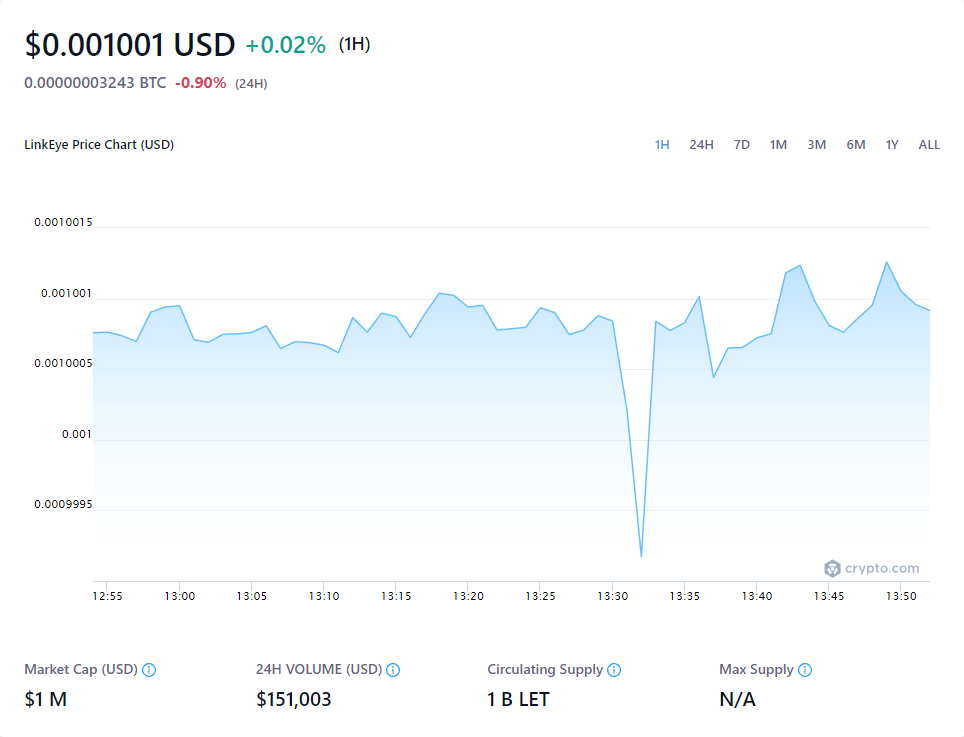 $0.001001 USD +0.02% (1H)
0.00000003243 BTC -0.90% (24H)
LinkEye Price Chart (USD)
1H 24H 7D 1M 3M 6M 1Y ALL
0.0010015
0.001001
0.0010005
0.001
0.0009995
crypto.com
12:55 13:00 13:05 13:10 13:15 13:20 13:25 13:30 13:35 13:40 13:45 13:50
Market Cap (USD) 24H VOLUME (USD) Circulating Supply Max Supply
$1 M $151,003 1 B LET N/A